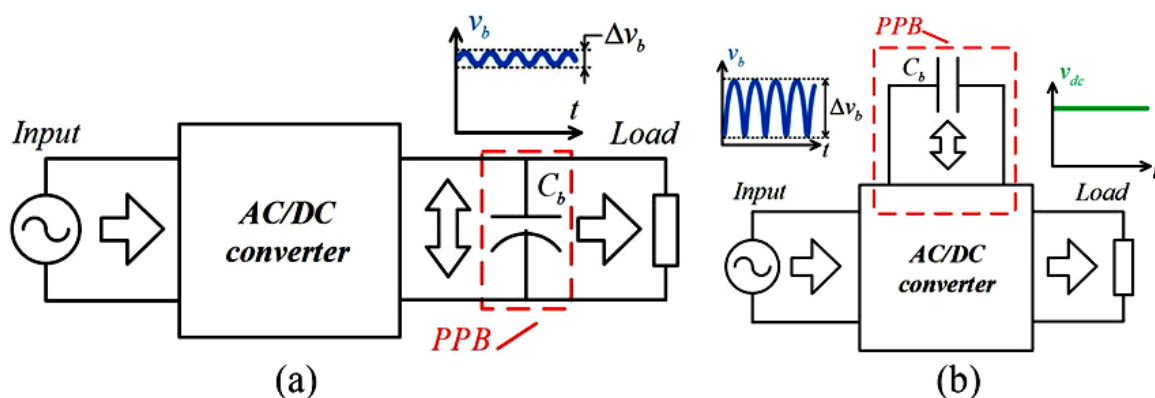 v_b
Δv_b
t
Input
Load
C_b
AC/DC
converter
PPB
(a)
PPB
v_b
C_b
v_dc
Δv_b
t
t
Input
Load
AC/DC
converter
(b)